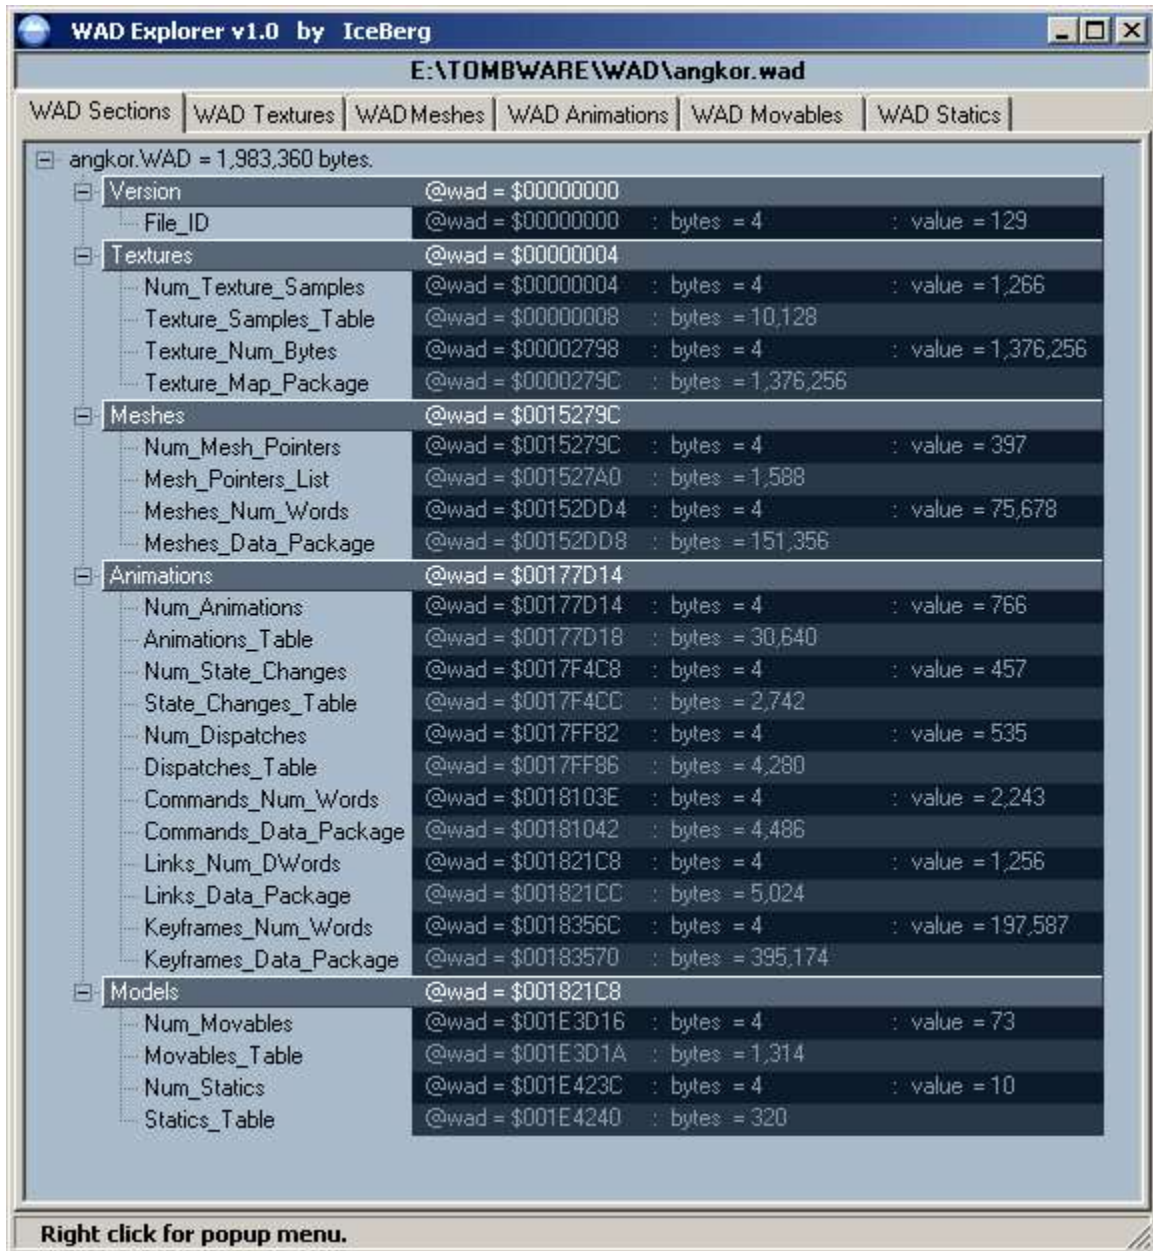 WAD Explorer v1.0 by IceBerg
E:\TOMBWARE\WAD\angkor.wad
WAD Sections WAD Textures WAD Meshes WAD Animations WAD Movables WAD Statics
angkor.WAD = 1,983,360 bytes.
Version @wad = $00000000
File_ID @wad = $00000000 : bytes = 4 : value = 129
Textures @wad = $00000004
Num_Texture_Samples @wad = $00000004 : bytes = 4 : value = 1,266
Texture_Samples_Table @wad = $00000008 : bytes = 10,128
Texture_Num_Bytes @wad = $00002798 : bytes = 4 : value = 1,376,256
Texture_Map_Package @wad = $0000279C : bytes = 1,376,256
Meshes @wad = $0015279C
Num_Mesh_Pointers @wad = $0015279C : bytes = 4 : value = 397
Mesh_Pointers_List @wad = $001527A0 : bytes = 1,588
Meshes_Num_Words @wad = $00152DD4 : bytes = 4 : value = 75,678
Meshes_Data_Package @wad = $00152DD8 : bytes = 151,356
Animations @wad = $00177D14
Num_Animations @wad = $00177D14 : bytes = 4 : value = 766
Animations_Table @wad = $00177D18 : bytes = 30,640
Num_State_Changes @wad = $0017F4C8 : bytes = 4 : value = 457
State_Changes_Table @wad = $0017F4CC : bytes = 2,742
Num_Dispatches @wad = $0017FF82 : bytes = 4 : value = 535
Dispatches_Table @wad = $0017FF86 : bytes = 4,280
Commands_Num_Words @wad = $0018103E : bytes = 4 : value = 2,243
Commands_Data_Package @wad = $00181042 : bytes = 4,486
Links_Num_DWords @wad = $001821C8 : bytes = 4 : value = 1,256
Links_Data_Package @wad = $001821CC : bytes = 5,024
Keyframes_Num_Words @wad = $0018356C : bytes = 4 : value = 197,587
Keyframes_Data_Package @wad = $00183570 : bytes = 395,174
Models @wad = $001821C8
Num_Movables @wad = $001E3D16 : bytes = 4 : value = 73
Movables_Table @wad = $001E3D1A : bytes = 1,314
Num_Statics @wad = $001E423C : bytes = 4 : value = 10
Statics_Table @wad = $001E4240 : bytes = 320
Right click for popup menu.